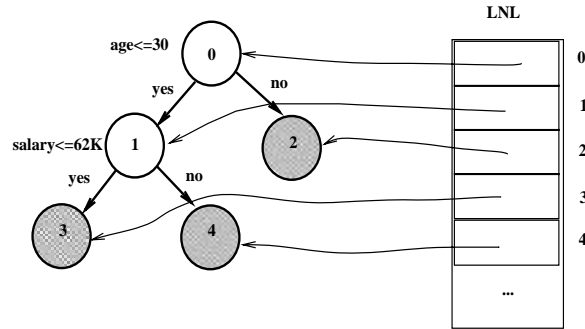 LNL
age<=30
0
0
yes
no
1
salary<=62K
1
2
2
yes
no
3
3
4
4
...